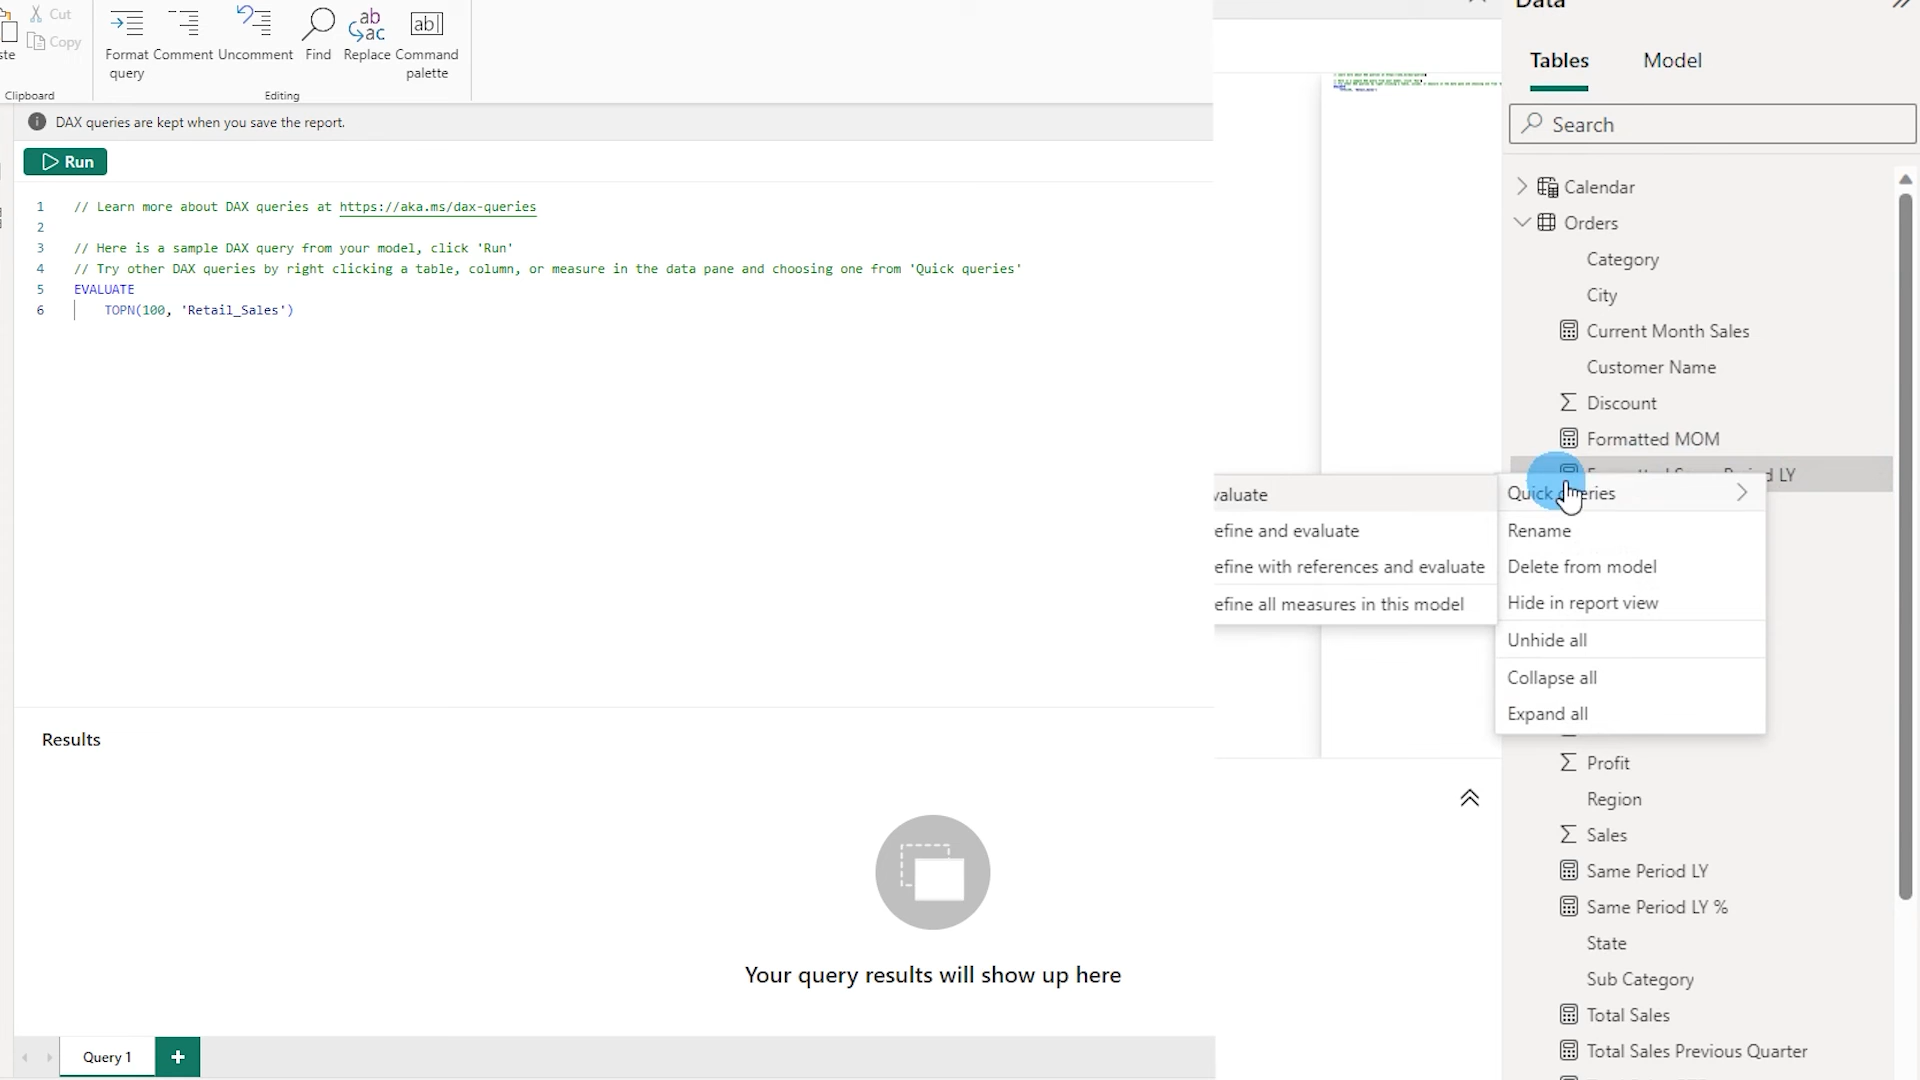 Cut
Copy
ste
Clipboard
Format query
Comment
Uncomment
Find
Replace
Command palette
Editing
DAX queries are kept when you save the report.
Run
1 // Learn more about DAX queries at https://aka.ms/dax-queries
2
3 // Here is a sample DAX query from your model, click 'Run'
4 // Try other DAX queries by right clicking a table, column, or measure in the data pane and choosing one from 'Quick queries'
5 EVALUATE
6 TOPN(100, 'Retail_Sales')
Results
Your query results will show up here
Query 1
+
valuate
efine and evaluate
efine with references and evaluate
efine all measures in this model
Data
Tables Model
Search
Calendar
Orders
Category
City
Current Month Sales
Customer Name
Discount
Formatted MOM
d LY
Quick queries
Rename
Delete from model
Hide in report view
Unhide all
Collapse all
Expand all
Profit
Region
Sales
Same Period LY
Same Period LY %
State
Sub Category
Total Sales
Total Sales Previous Quarter